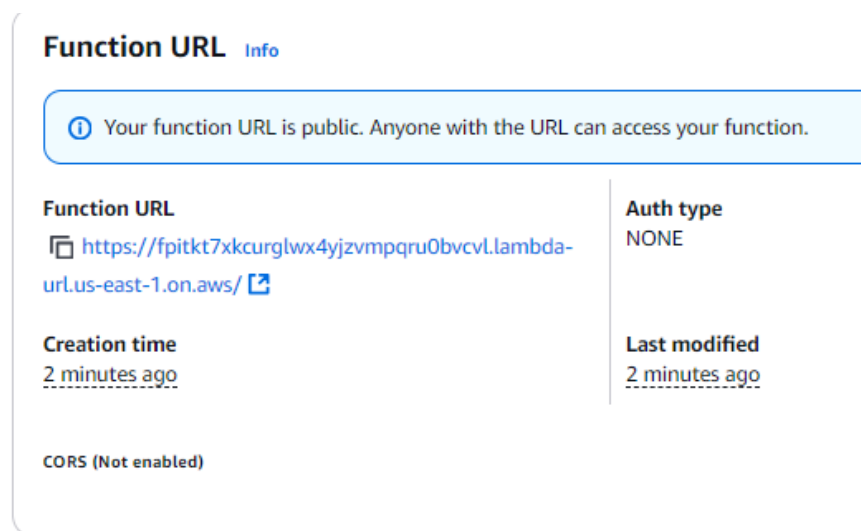 Function URL Info
Your function URL is public. Anyone with the URL can access your function.
Function URL
https://fpitkt7xkcurglwx4yjzvmpqru0bvcvl.lambda-
url.us-east-1.on.aws/
Auth type
NONE
Creation time
2 minutes ago
Last modified
2 minutes ago
CORS (Not enabled)